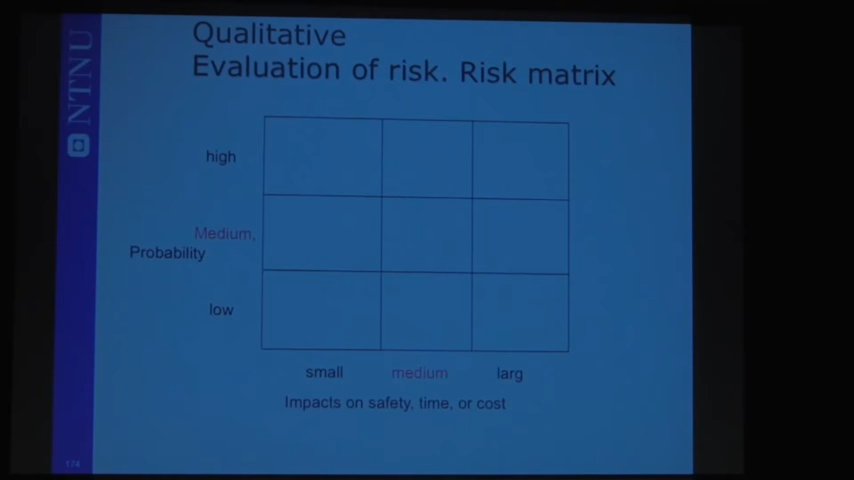 NTNU
Qualitative
Evaluation of risk. Risk matrix
high
Medium,
Probability
low
small medium larg
Impacts on safety, time, or cost
174